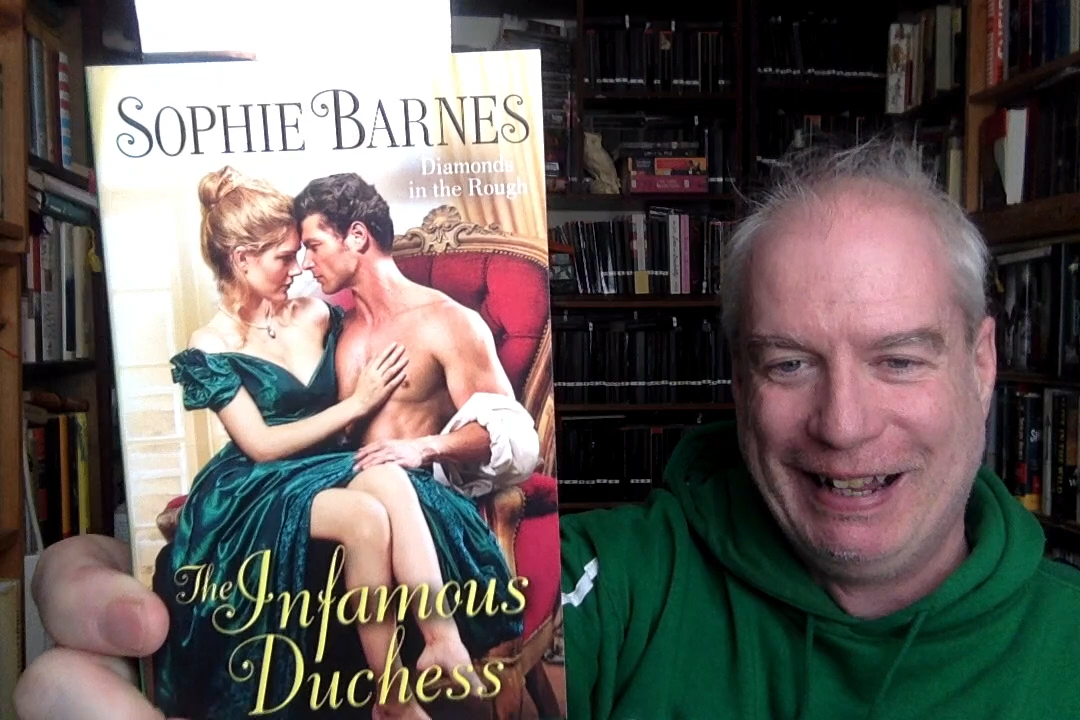 SOPHIE BARNES
Diamonds
in the Rough
The Infamous
Duchess